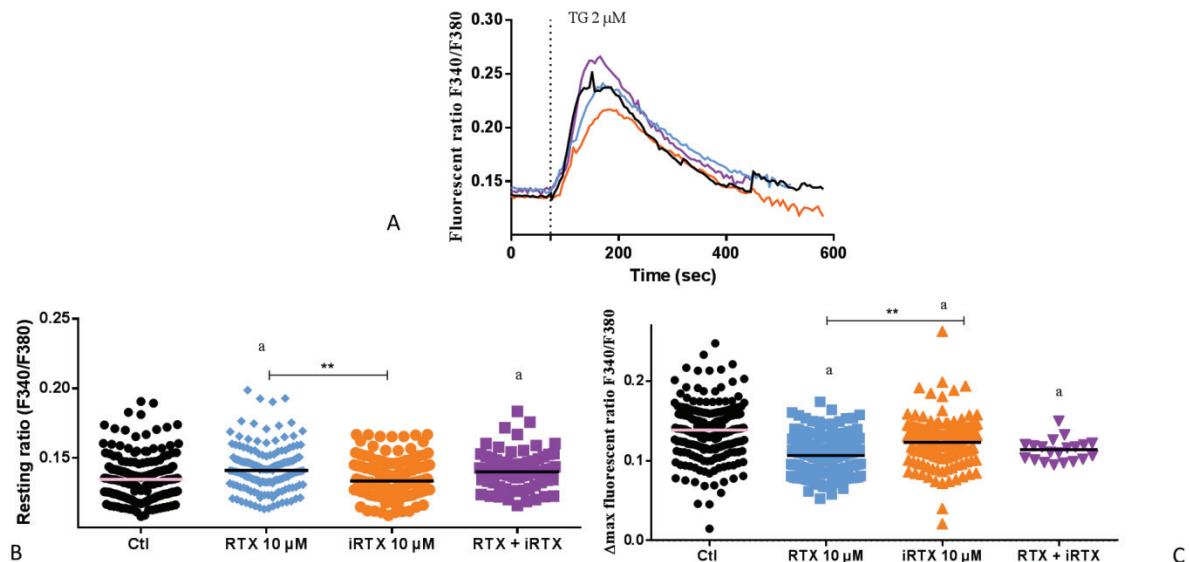 TG 2 µM
Fluorescent ratio F340/F380
0.30
0.25
0.20
0.15
0.10
0 200 400 600
Time (sec)
A
Resting ratio (F340/F380)
0.25
0.20
0.15
a
**
a
Ctl RTX 10 µM iRTX 10 µM RTX + iRTX
B
Δmax fluorescent ratio F340/F380
0.2
0.1
0.0
a
**
a
a
Ctl RTX 10 µM iRTX 10 µM RTX + iRTX
C